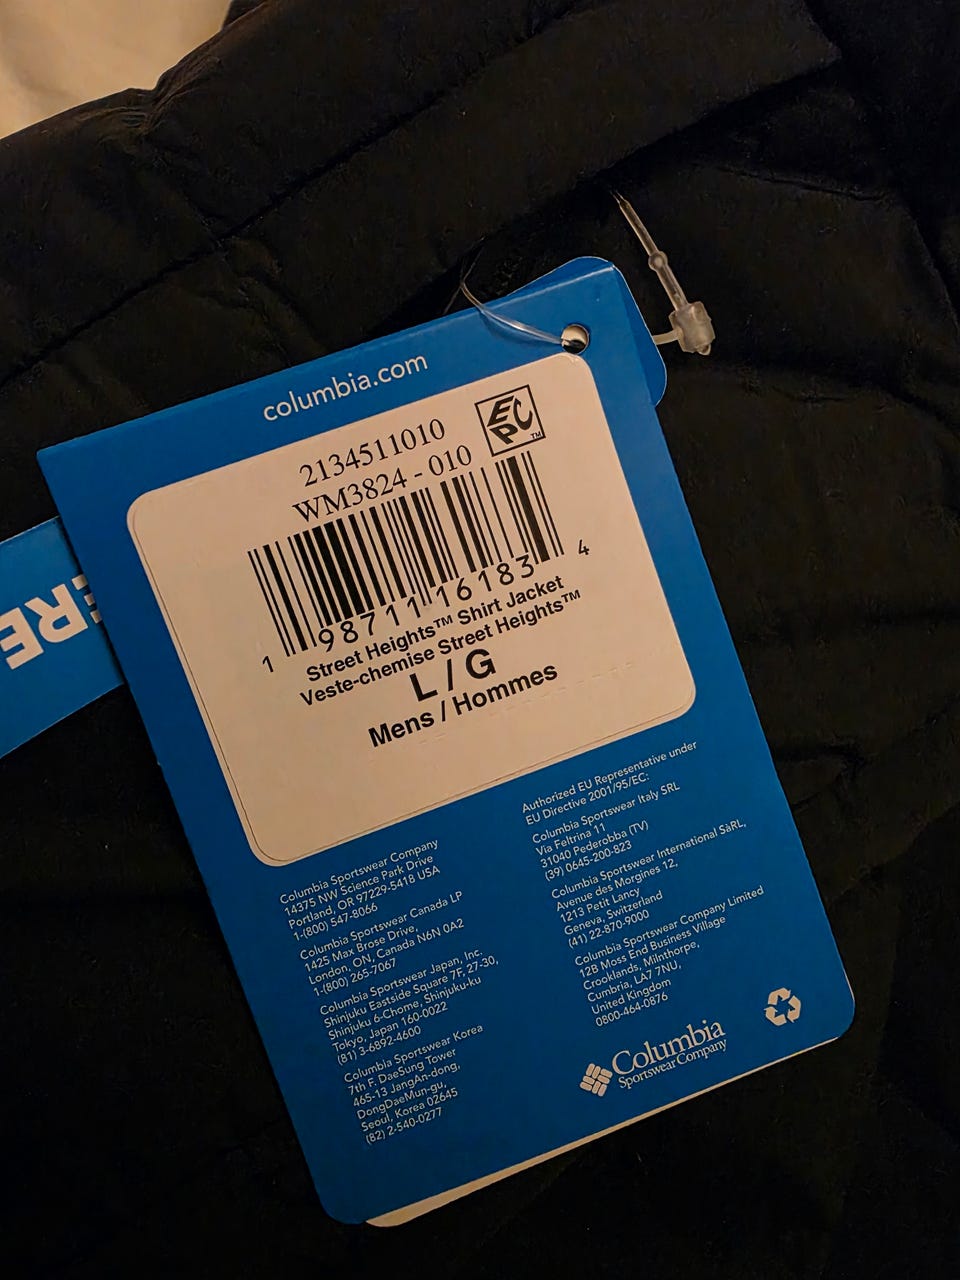 columbia.com
2134511010
WM3824 - 010
EPC™
1 98711 16183 4
Street Heights™ Shirt Jacket
Veste-chemise Street Heights™
L / G
Mens / Hommes
Columbia Sportswear Company
14375 NW Science Park Drive
Portland, OR 97229-5418 USA
1-(800) 547-8066
Columbia Sportswear Canada LP
1425 Max Brose Drive,
London, ON, Canada N6N 0A2
1-(800) 265-7067
Columbia Sportswear Japan, Inc.
Shinjuku Eastside Square 7F, 27-30,
Shinjuku 6-Chome, Shinjuku-ku
Tokyo, Japan 160-0022
(81) 3-6892-4600
Columbia Sportswear Korea
7th F. DaeSung Tower
465-13 JangAn-dong,
DongDaeMun-gu,
Seoul, Korea 02645
(82) 2-540-0277
Authorized EU Representative under
EU Directive 2001/95/EC:
Columbia Sportswear Italy SRL
Via Feltrina 11
31040 Pederobba (TV)
(39) 0645-200-823
Columbia Sportswear International SàRL,
Avenue des Morgines 12,
1213 Petit Lancy
Geneva, Switzerland
(41) 22-870-9000
Columbia Sportswear Company Limited
12B Moss End Business Village
Crooklands, Milnthorpe,
Cumbria, LA7 7NU,
United Kingdom
0800-464-0876
Columbia
Sportswear Company